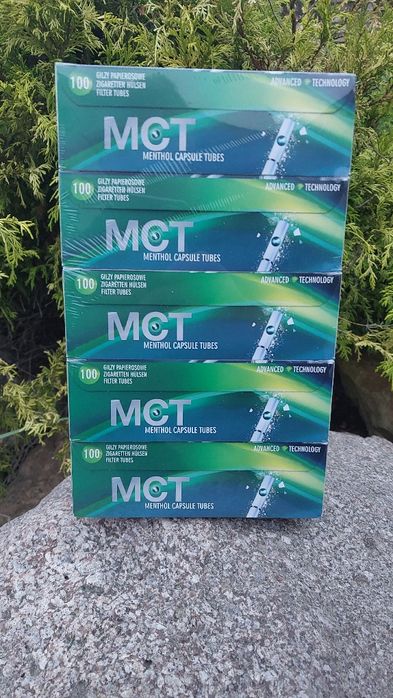 100
GILZY PAPIEROSOWE
ZIGARETTEN HÜLSEN
FILTER TUBES
ADVANCED TECHNOLOGY
MCT
MENTHOL CAPSULE TUBES
100
GILZY PAPIEROSOWE
ZIGARETTEN HÜLSEN
FILTER TUBES
ADVANCED TECHNOLOGY
MCT
MENTHOL CAPSULE TUBES
100
GILZY PAPIEROSOWE
ZIGARETTEN HÜLSEN
FILTER TUBES
ADVANCED TECHNOLOGY
MCT
MENTHOL CAPSULE TUBES
100
GILZY PAPIEROSOWE
ZIGARETTEN HÜLSEN
FILTER TUBES
ADVANCED TECHNOLOGY
MCT
MENTHOL CAPSULE TUBES
100
GILZY PAPIEROSOWE
ZIGARETTEN HÜLSEN
FILTER TUBES
ADVANCED TECHNOLOGY
MCT
MENTHOL CAPSULE TUBES